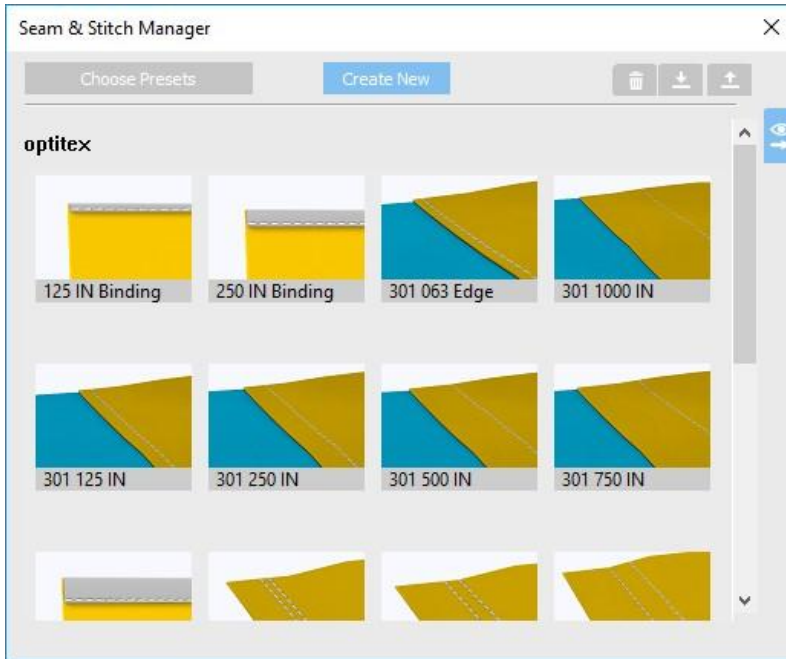 Seam & Stitch Manager
Choose Presets
Create New
optitex
125 IN Binding
250 IN Binding
301 063 Edge
301 1000 IN
301 125 IN
301 250 IN
301 500 IN
301 750 IN